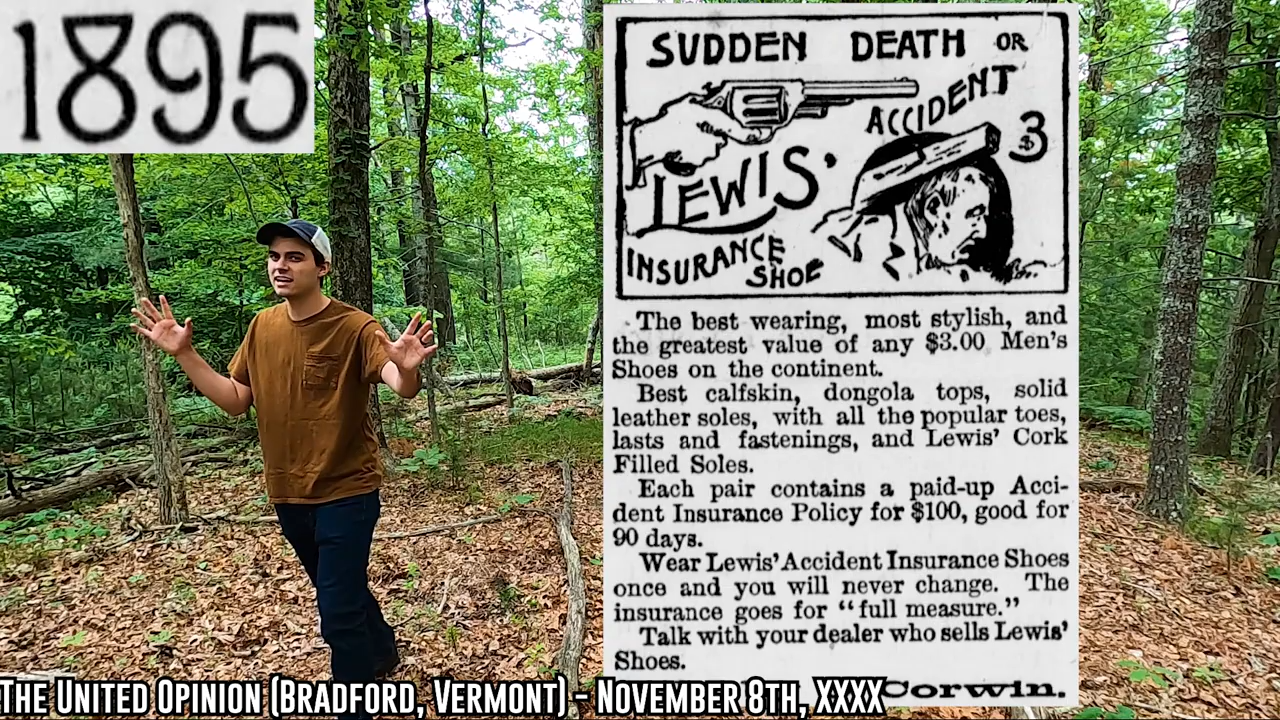 1895
SUDDEN DEATH OR
ACCIDENT
$3
LEWIS'
INSURANCE
SHOE
The best wearing, most stylish, and
the greatest value of any $3.00 Men's
Shoes on the continent.
Best calfskin, dongola tops, solid
leather soles, with all the popular toes,
lasts and fastenings, and Lewis' Cork
Filled Soles.
Each pair contains a paid-up Acci-
dent Insurance Policy for $100, good for
90 days.
Wear Lewis' Accident Insurance Shoes
once and you will never change. The
insurance goes for "full measure."
Talk with your dealer who sells Lewis'
Shoes.
Corwin.
The United Opinion (Bradford, Vermont) - November 8th, XXXX